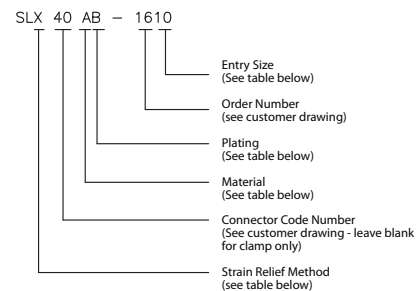 SLX 40 AB - 1610
Entry Size
(See table below)
Order Number
(see customer drawing)
Plating
(See table below)
Material
(See table below)
Connector Code Number
(See customer drawing - leave blank
for clamp only)
Strain Relief Method
(see table below)